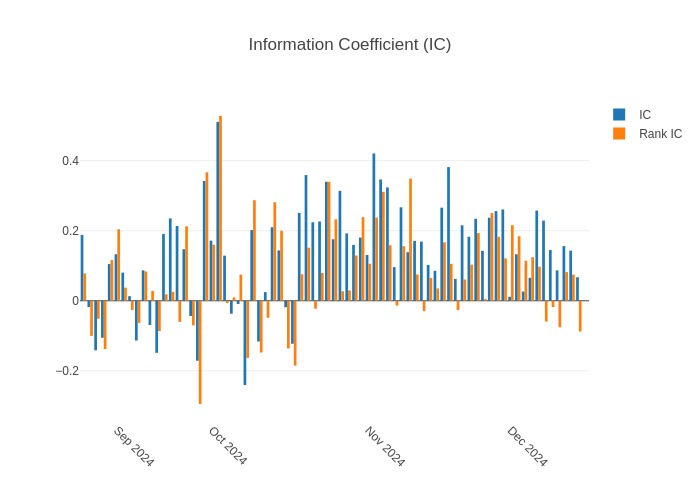 Information Coefficient (IC)
IC
Rank IC
0.4
0.2
0
−0.2
Sep 2024
Oct 2024
Nov 2024
Dec 2024